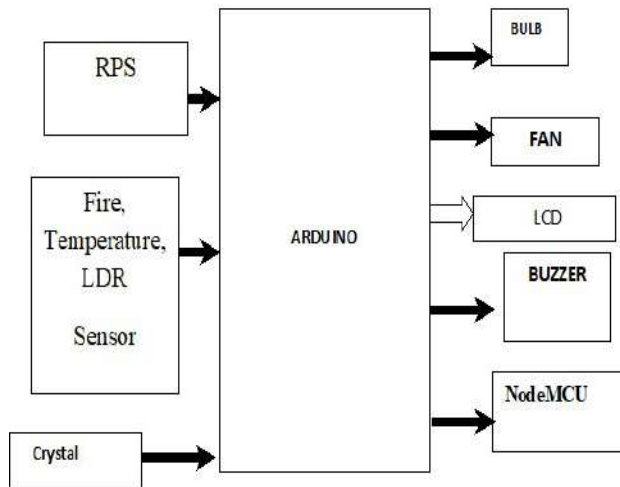 RPS
Fire,
Temperature,
LDR
Sensor
Crystal
ARDUINO
BULB
FAN
LCD
BUZZER
NodeMCU